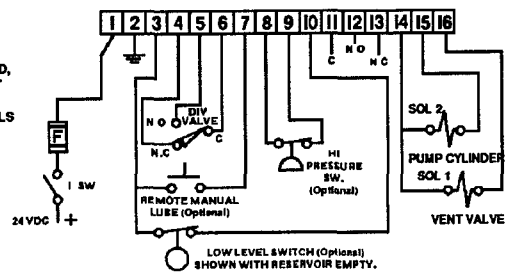 1 2 3 4 5 6 7 8 9 10 11 12 13 14 15 16
D,
LS
C
N O
N C
F
I SW
24 VDC +
N O
DIV
VALVE
N.C
C
REMOTE MANUAL
LUBE (Optional)
HI
PRESSURE
SW.
(Optional)
SOL 2
PUMP CYLINDER
SOL 1
VENT VALVE
LOW LEVEL SWITCH (Optional)
SHOWN WITH RESERVOIR EMPTY.